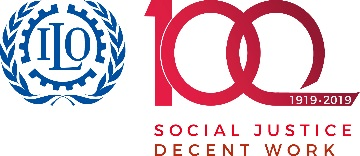 ILO
100
1919•2019
SOCIAL JUSTICE
DECENT WORK